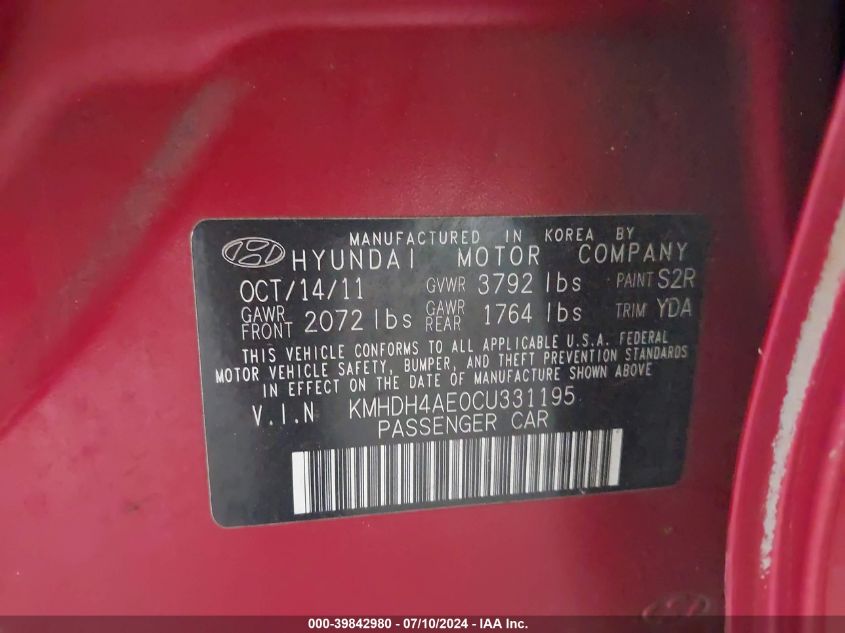 MANUFACTURED IN KOREA BY
HYUNDAI MOTOR COMPANY
OCT/14/11 GVWR 3792 lbs PAINT S2R
GAWR FRONT 2072 lbs GAWR REAR 1764 lbs TRIM YDA
THIS VEHICLE CONFORMS TO ALL APPLICABLE U.S.A. FEDERAL
MOTOR VEHICLE SAFETY, BUMPER, AND THEFT PREVENTION STANDARDS
IN EFFECT ON THE DATE OF MANUFACTURE SHOWN ABOVE.
V.I.N KMHDH4AE0CU331195
PASSENGER CAR
000-39842980 - 07/10/2024 - IAA Inc.